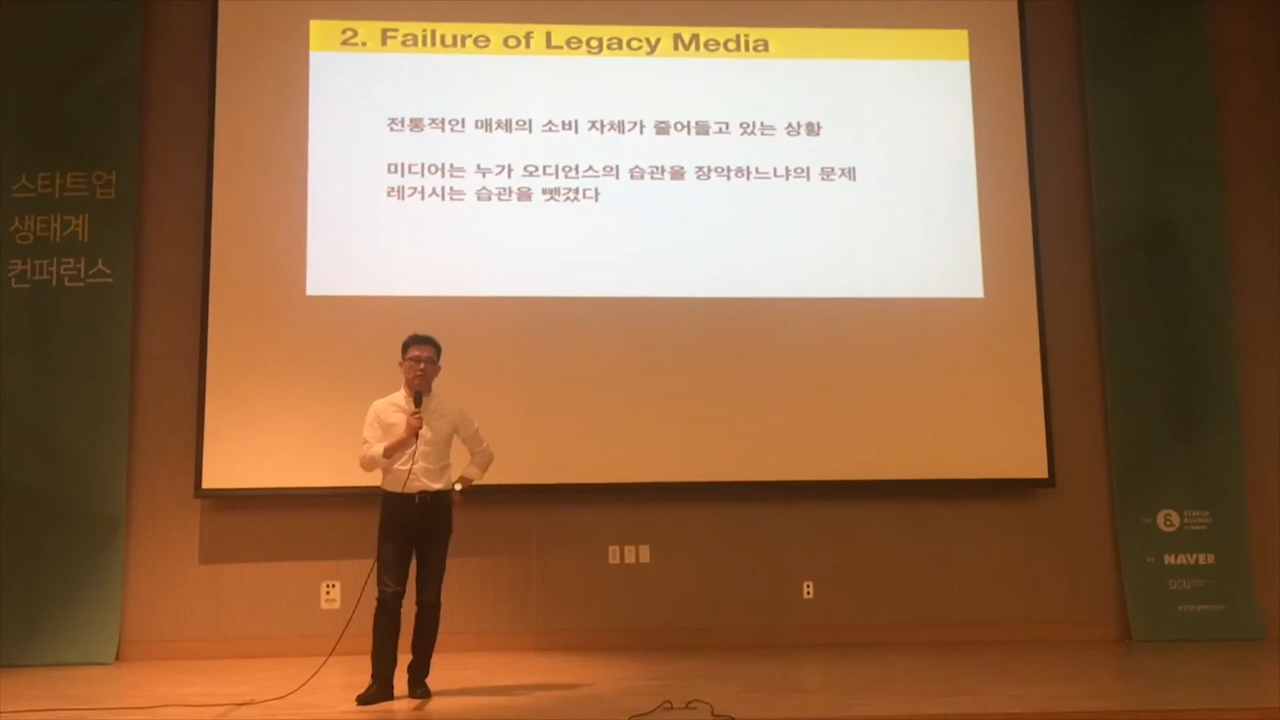 2. Failure of Legacy Media
전통적인 매체의 소비 자체가 줄어들고 있는 상황
미디어는 누가 오디언스의 습관을 장악하느냐의 문제
레거시는 습관을 뺏겼다
스타트업
생태계
컨퍼런스
&
NAVER